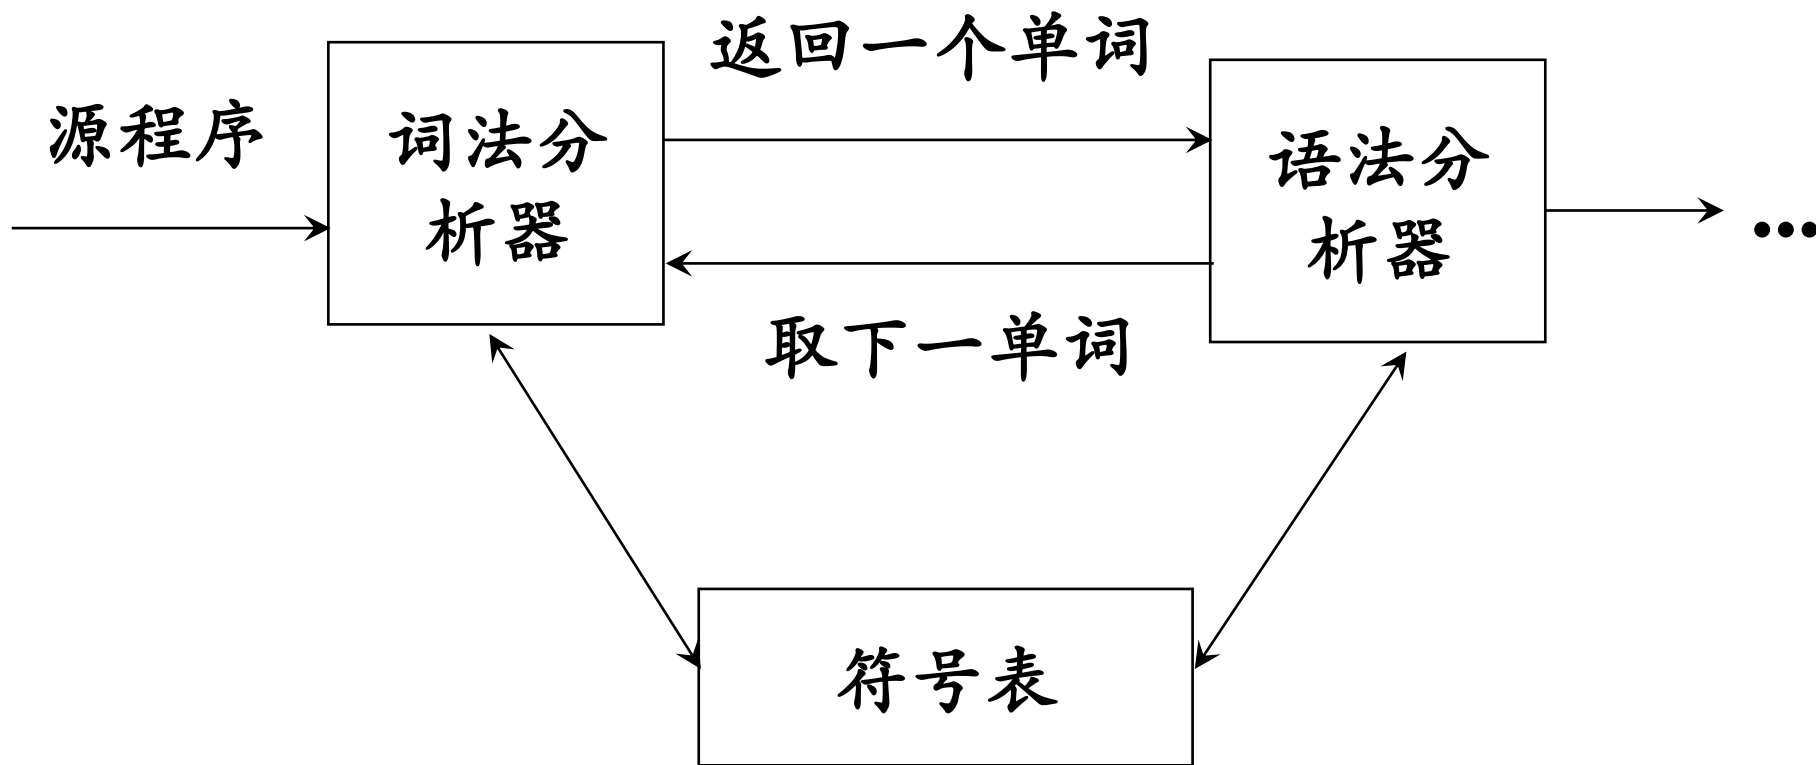 返回一个单词
源程序
词法分
析器
语法分
析器
•••
取下一单词
符号表